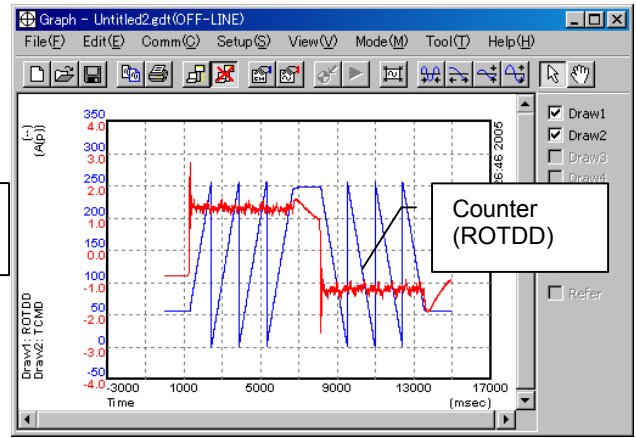 Graph - Untitled2.gdt(OFF-LINE)
File(F) Edit(E) Comm(C) Setup(S) View(V) Mode(M) Tool(T) Help(H)
(--)
(A(p))
350
4.0
300
3.0
250
2.0
200
1.0
150
0.0
100
-1.0
50
-2.0
0
-3.0
-50
-4.0
-3000 1000 5000 9000 13000 17000
Time (msec)
Draw1: ROTDD
Draw2: TCMD
26:46 2005
Draw1
Draw2
Draw3
Draw4
Refer
Counter
(ROTDD)